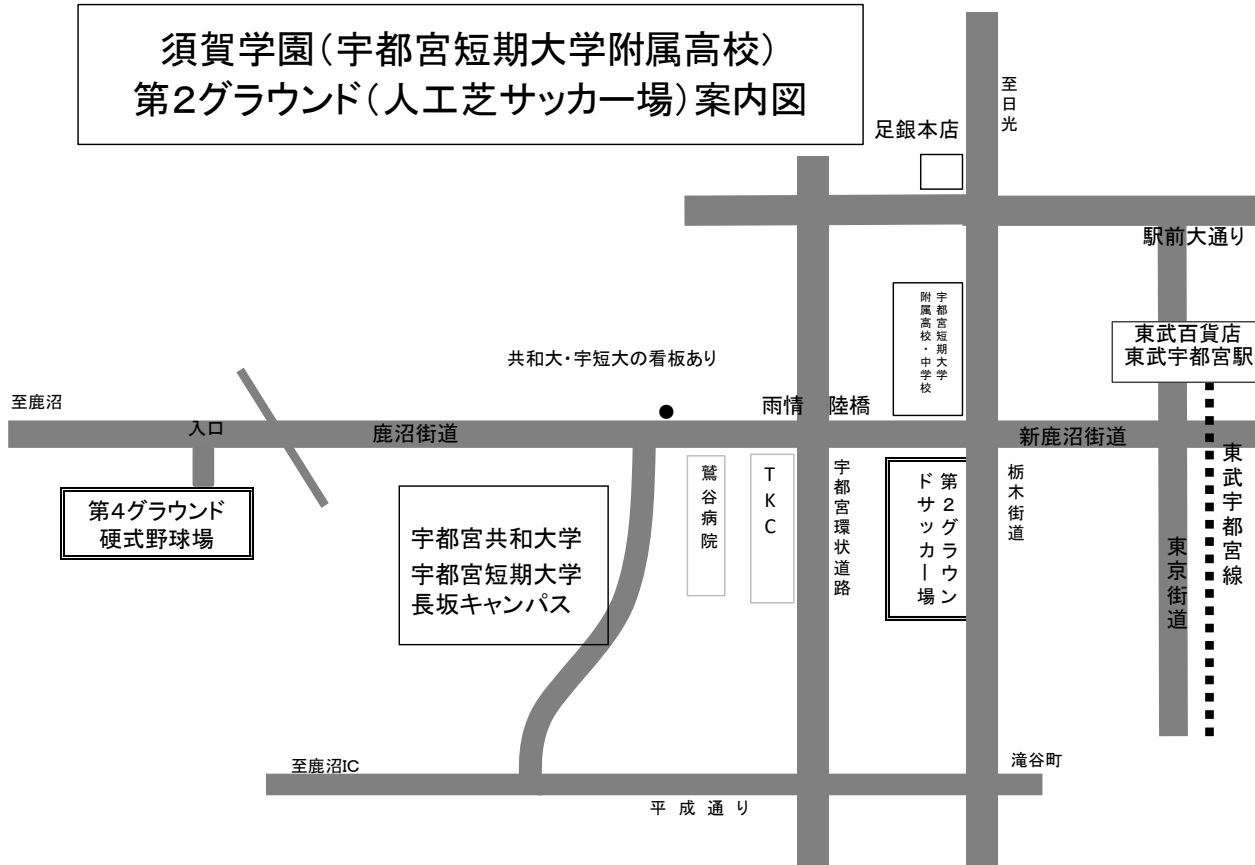 須賀学園(宇都宮短期大学附属高校)
第2グラウンド(人工芝サッカー場)案内図
至日光
足銀本店
駅前大通り
宇都宮短期大学
附属高校・中学校
東武百貨店
東武宇都宮駅
共和大・宇短大の看板あり
至鹿沼
入口
鹿沼街道
雨情 陸橋
新鹿沼街道
第4グラウンド
硬式野球場
宇都宮共和大学
宇都宮短期大学
長坂キャンパス
鷲谷病院
TKC
宇都宮環状道路
第2グラウン
ドサッカー場
栃木街道
東京街道
東武宇都宮線
至鹿沼IC
平成通り
滝谷町